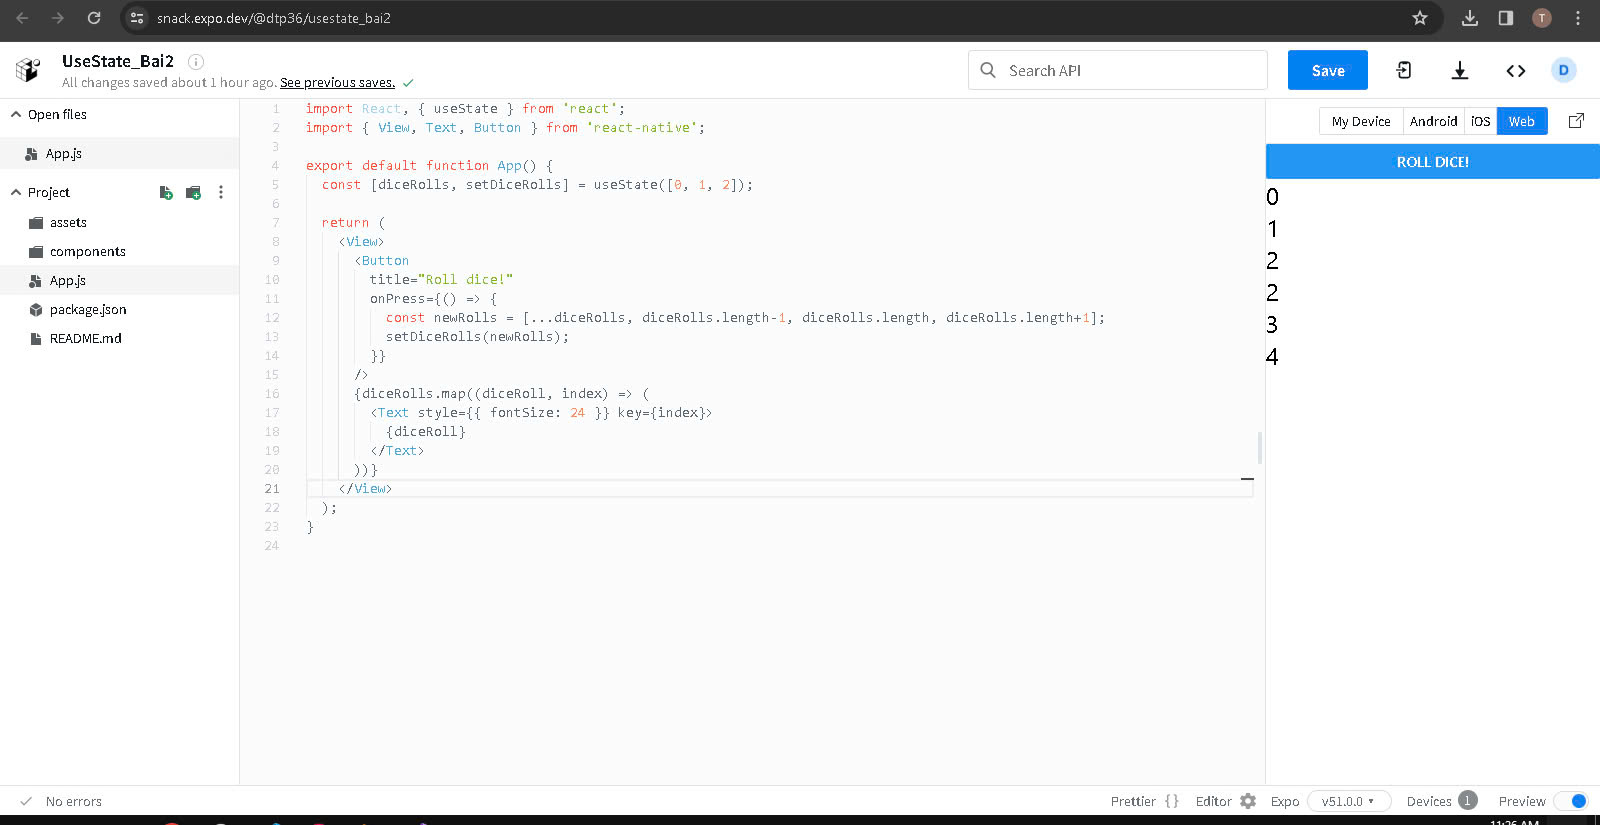 snack.expo.dev/@dtp36/usestate_bai2
T
UseState_Bai2
All changes saved about 1 hour ago. See previous saves.
Search API
Save
D
Open files
App.js
Project
assets
components
App.js
package.json
README.md
1 import React, { useState } from 'react';
2 import { View, Text, Button } from 'react-native';
3
4 export default function App() {
5 const [diceRolls, setDiceRolls] = useState([0, 1, 2]);
6
7 return (
8 <View>
9 <Button
10 title="Roll dice!"
11 onPress={() => {
12 const newRolls = [...diceRolls, diceRolls.length-1, diceRolls.length, diceRolls.length+1];
13 setDiceRolls(newRolls);
14 }}
15 />
16 {diceRolls.map((diceRoll, index) => (
17 <Text style={{ fontSize: 24 }} key={index}>
18 {diceRoll}
19 </Text>
20 ))}
21 </View>
22 );
23 }
24
My Device Android iOS Web
ROLL DICE!
0
1
2
2
3
4
No errors
Prettier {} Editor Expo v51.0.0 Devices 1 Preview